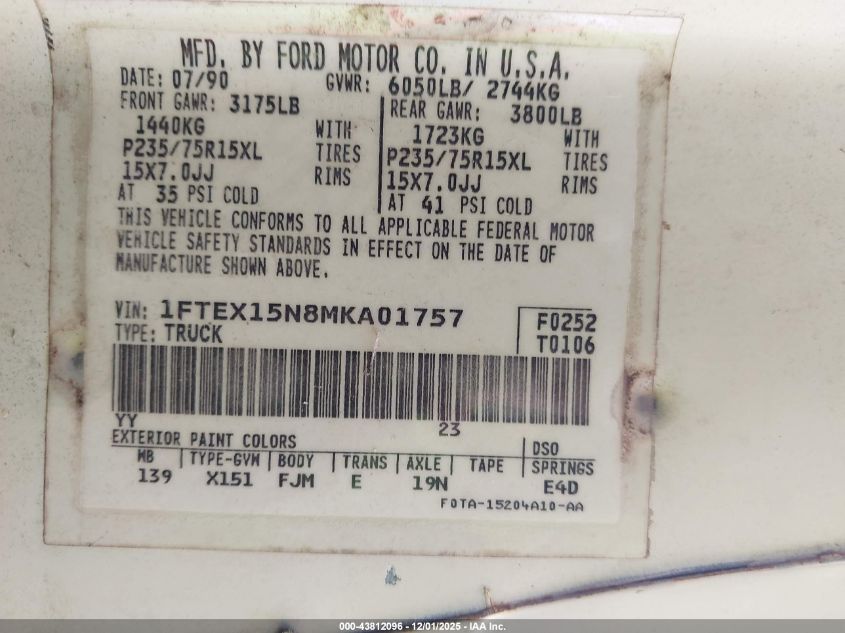 MFD. BY FORD MOTOR CO. IN U.S.A.
DATE: 07/90 GVWR: 6050LB/ 2744KG
FRONT GAWR: 3175LB REAR GAWR: 3800LB
1440KG WITH 1723KG WITH
P235/75R15XL TIRES P235/75R15XL TIRES
15X7.0JJ RIMS 15X7.0JJ RIMS
AT 35 PSI COLD AT 41 PSI COLD
THIS VEHICLE CONFORMS TO ALL APPLICABLE FEDERAL MOTOR
VEHICLE SAFETY STANDARDS IN EFFECT ON THE DATE OF
MANUFACTURE SHOWN ABOVE.
VIN: 1FTEX15N8MKA01757 F0252
TYPE: TRUCK T0106
YY 23
EXTERIOR PAINT COLORS DSO
WB TYPE-GVM BODY TRANS AXLE TAPE SPRINGS
139 X151 FJM E 19N E4D
F0TA-15204A10-AA
000-43812096 - 12/01/2025 - IAA Inc.